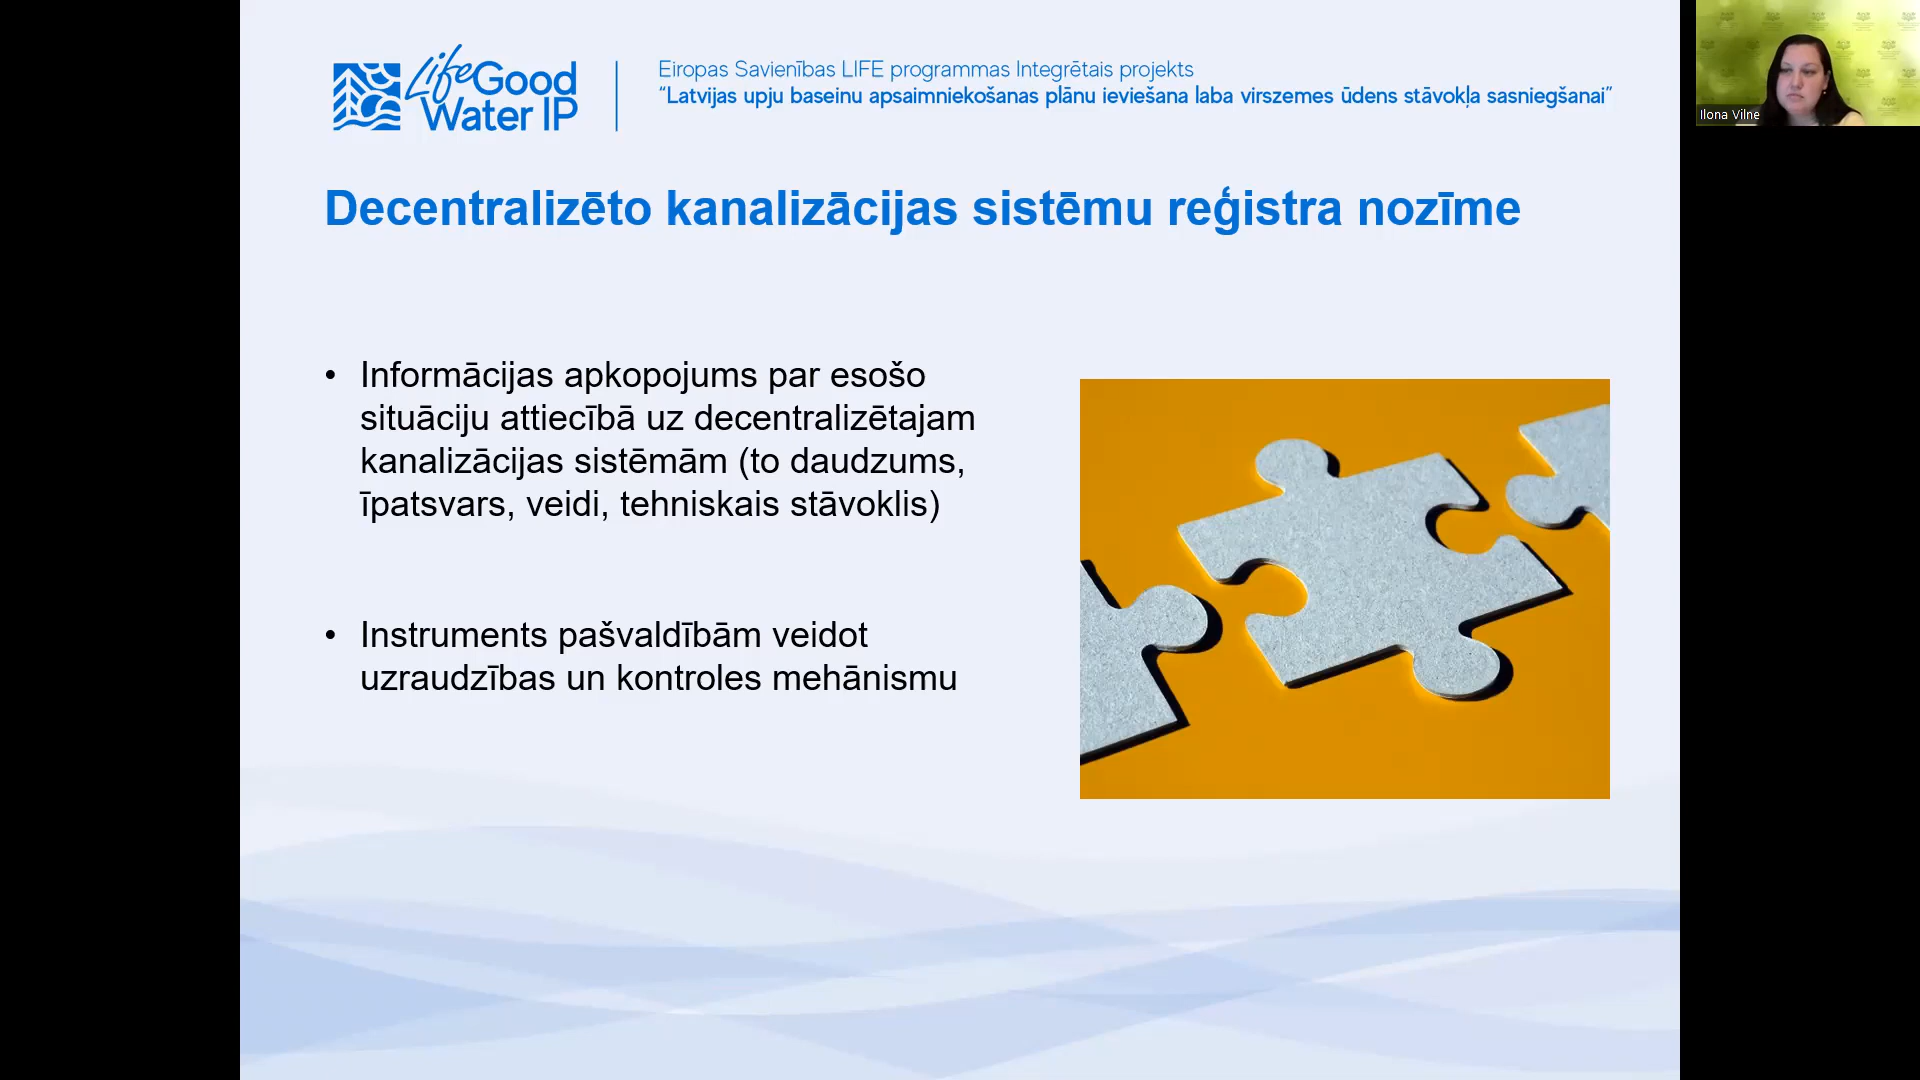 Life Good
Water IP
Eiropas Savienības LIFE programmas Integrētais projekts
“Latvijas upju baseinu apsaimniekošanas plānu ieviešana laba virszemes ūdens stāvokļa sasniegšanai”
Ilona Vilne
Decentralizēto kanalizācijas sistēmu reģistra nozīme
• Informācijas apkopojums par esošo
situāciju attiecībā uz decentralizētajam
kanalizācijas sistēmām (to daudzums,
īpatsvars, veidi, tehniskais stāvoklis)
• Instruments pašvaldībām veidot
uzraudzības un kontroles mehānismu